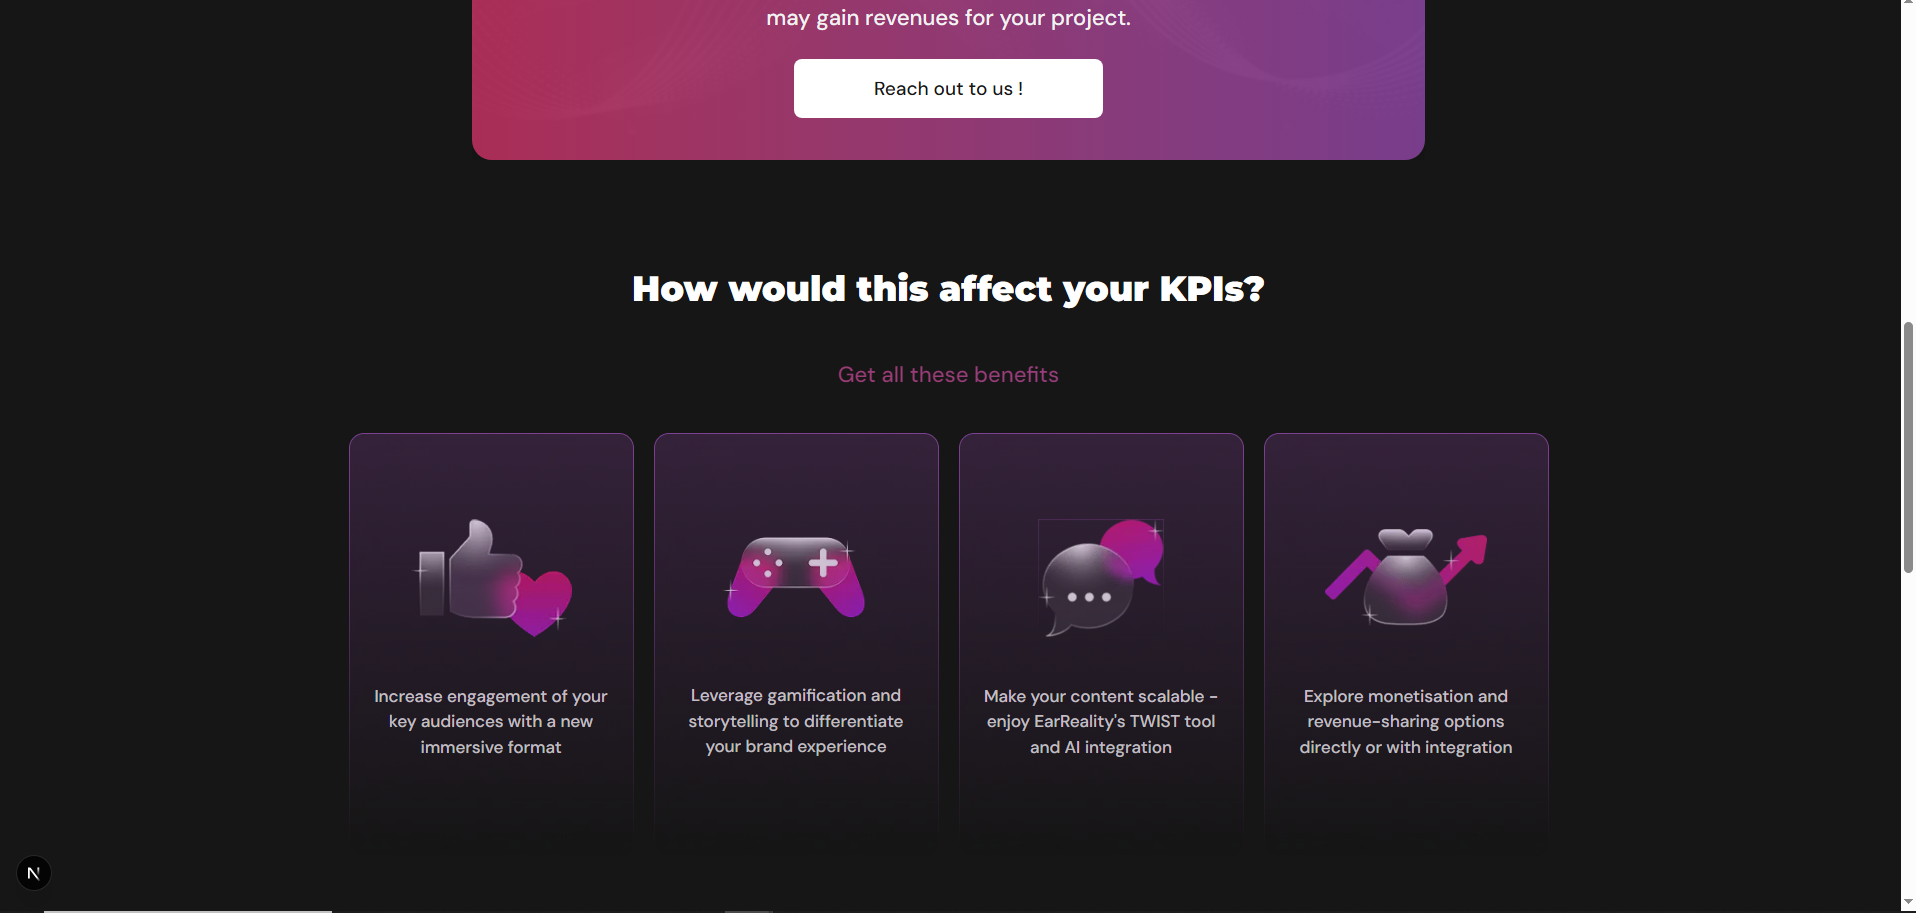 may gain revenues for your project.
Reach out to us !
How would this affect your KPIs?
Get all these benefits
Increase engagement of your
key audiences with a new
immersive format
Leverage gamification and
storytelling to differentiate
your brand experience
Make your content scalable -
enjoy EarReality's TWIST tool
and AI integration
Explore monetisation and
revenue-sharing options
directly or with integration
N